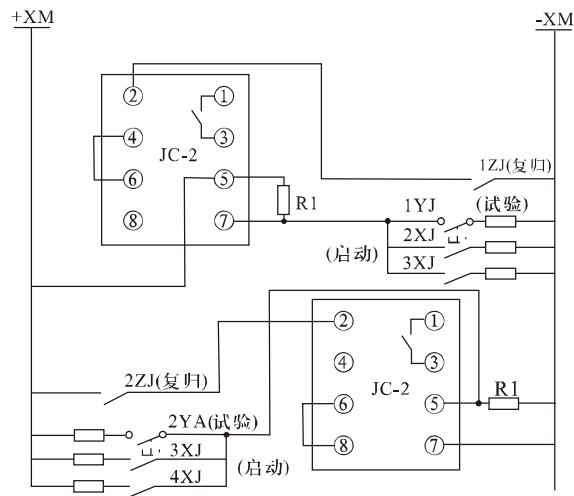 +XM
-XM
② ①
④ ③
JC-2
⑥ ⑤
⑧ ⑦
R1
1ZJ(复归)
1YJ (试验)
2XJ
3XJ
(启动)
② ①
④ ③
JC-2
⑥ ⑤
⑧ ⑦
R1
2ZJ(复归)
2YA(试验)
3XJ
4XJ
(启动)